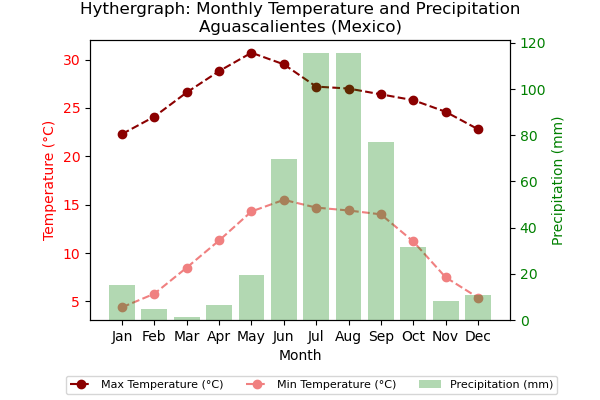 Hythergraph: Monthly Temperature and Precipitation
Aguascalientes (Mexico)
Temperature (°C)
30
25
20
15
10
5
120
100
80
60
40
20
0
Precipitation (mm)
Jan Feb Mar Apr May Jun Jul Aug Sep Oct Nov Dec
Month
Max Temperature (°C) Min Temperature (°C) Precipitation (mm)